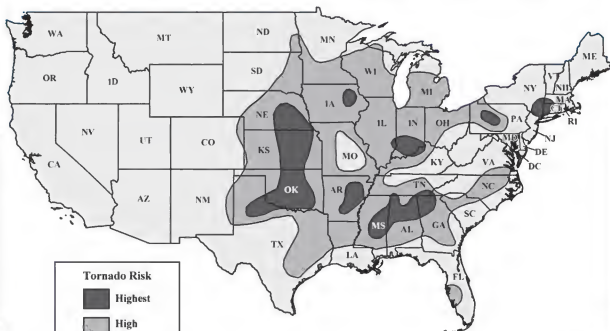 WA
MT
ND
MN
ME
OR
ID
WY
SD
WI
MI
NY
VT
NH
MA
RI
NV
UT
CO
NE
IA
IL
IN
OH
PA
NJ
MD
DE
DC
CA
KS
MO
KY
VA
AZ
NM
OK
AR
TN
NC
SC
TX
LA
MS
AL
GA
FL
Tornado Risk
Highest
High